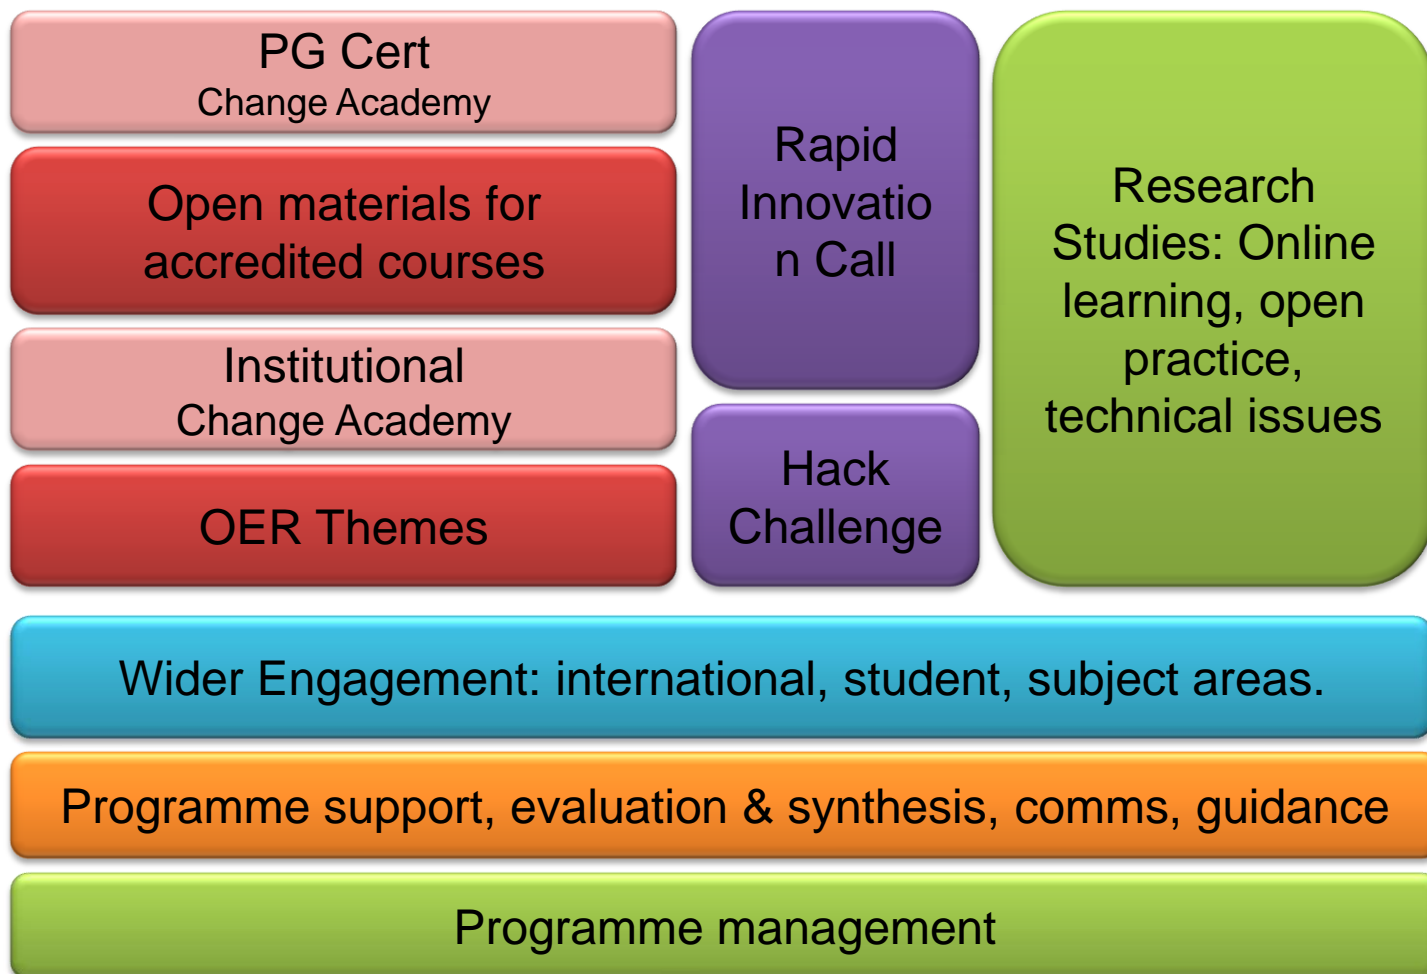 PG Cert
Change Academy
Open materials for
accredited courses
Institutional
Change Academy
OER Themes
Rapid
Innovatio
n Call
Hack
Challenge
Research
Studies: Online
learning, open
practice,
technical issues
Wider Engagement: international, student, subject areas.
Programme support, evaluation & synthesis, comms, guidance
Programme management